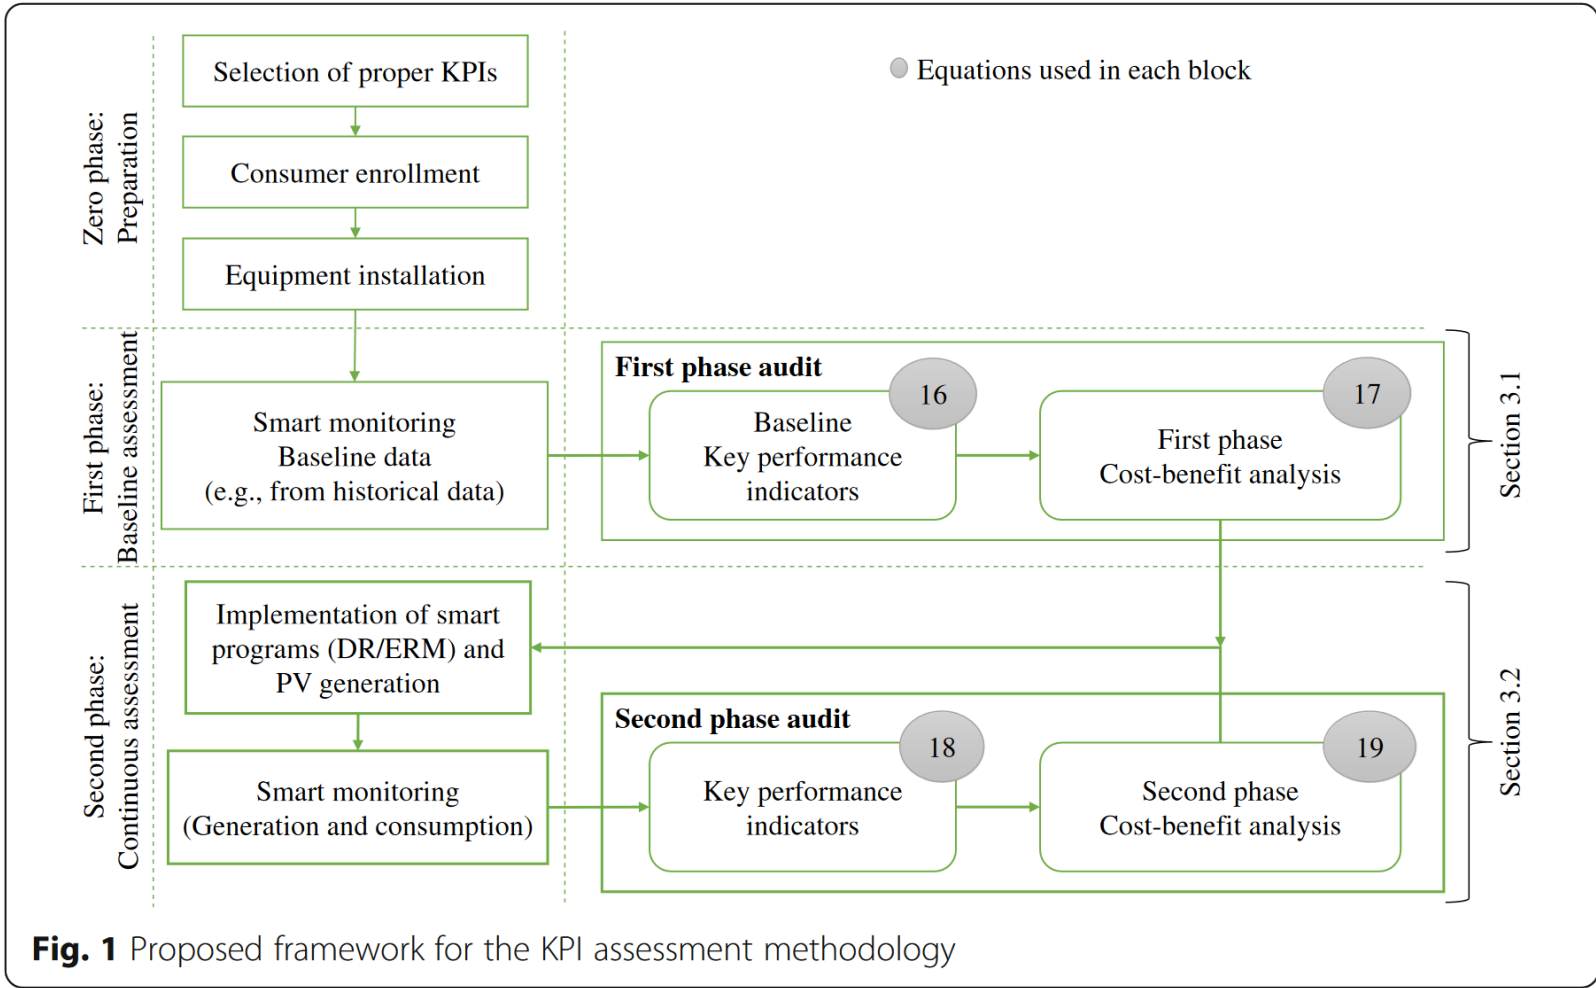 Equations used in each block
Zero phase:
Preparation
Selection of proper KPIs
Consumer enrollment
Equipment installation
First phase:
Baseline assessment
Smart monitoring
Baseline data
(e.g., from historical data)
First phase audit
16
Baseline
Key performance
indicators
17
First phase
Cost-benefit analysis
Section 3.1
Second phase:
Continuous assessment
Implementation of smart
programs (DR/ERM) and
PV generation
Smart monitoring
(Generation and consumption)
Second phase audit
18
Key performance
indicators
19
Second phase
Cost-benefit analysis
Section 3.2
Fig. 1 Proposed framework for the KPI assessment methodology